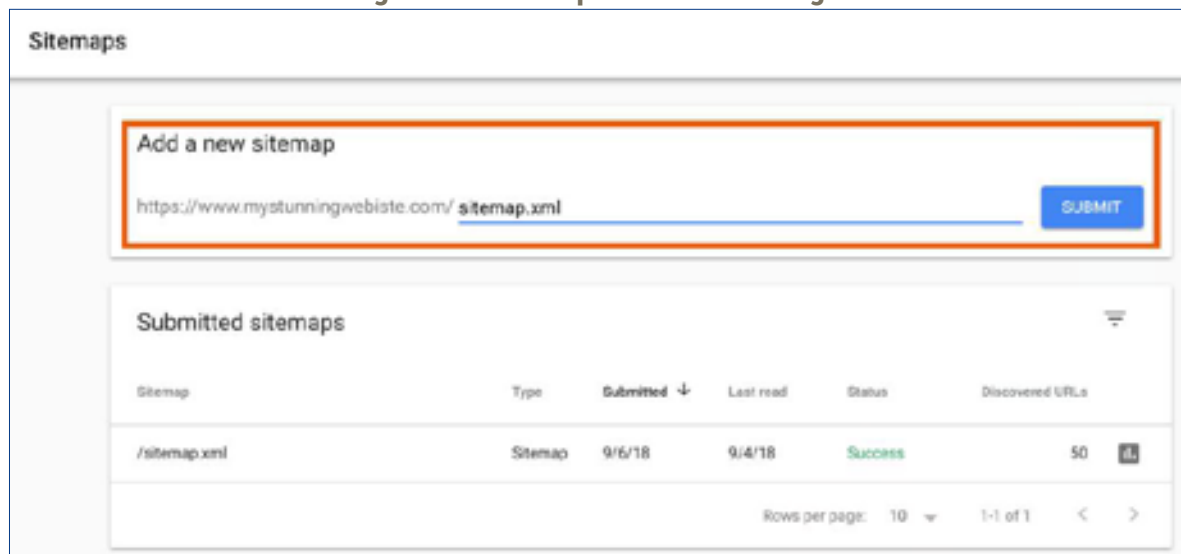 Sitemaps
Add a new sitemap
https://www.mystunningwebiste.com/ sitemap.xml
SUBMIT
Submitted sitemaps
Sitemap Type Submitted ↓ Last read Status Discovered URLs
/sitemap.xml Sitemap 9/6/18 9/4/18 Success 50
Rows per page: 10 1-1 of 1 < >